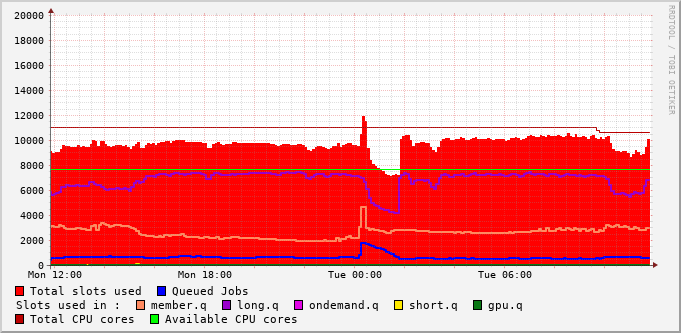 20000
18000
16000
14000
12000
10000
8000
6000
4000
2000
0
Mon 12:00 Mon 18:00 Tue 00:00 Tue 06:00
Total slots used Queued Jobs
Slots used in : member.q long.q ondemand.q short.q gpu.q
Total CPU cores Available CPU cores
RRDTOOL / TOBI OETIKER